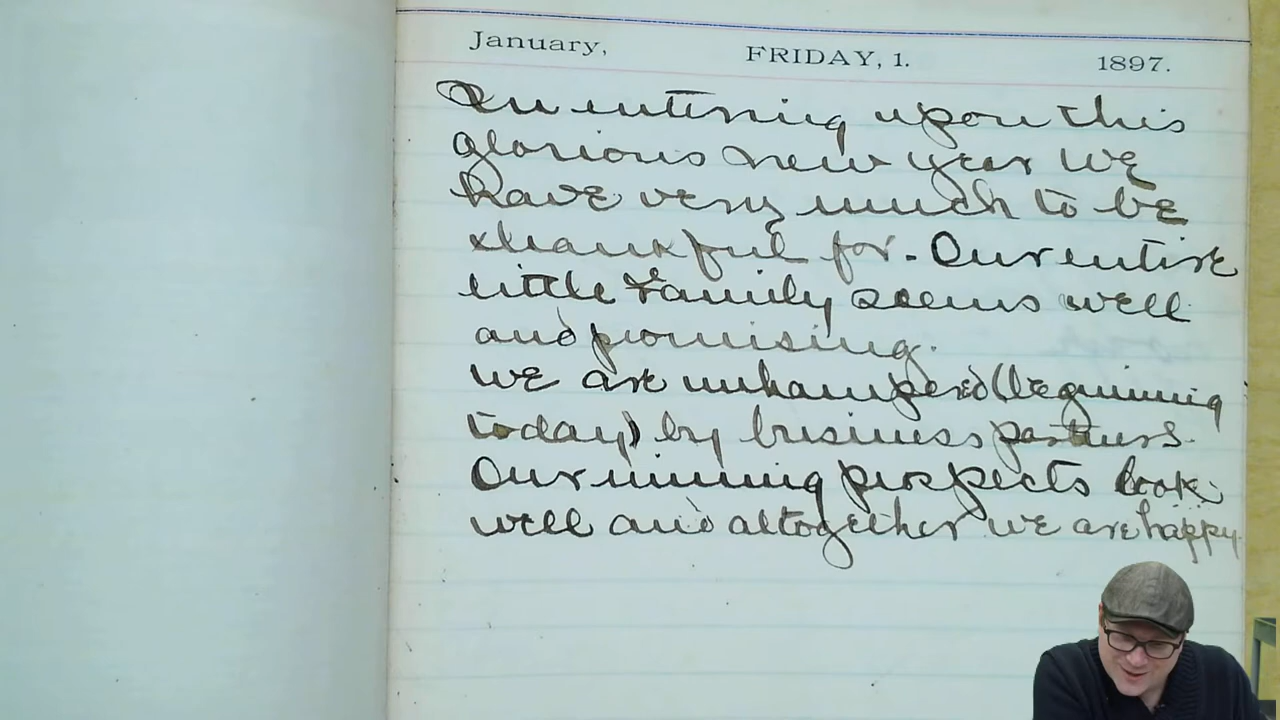 January, FRIDAY, 1. 1897.
On entering upon this
glorious new year we
have very much to be
thankful for. - Our entire
little Family seems well
and promising.
We are unhampered (beginning
today) by business partners.
Our mining prospects look
well and altogether we are happy.